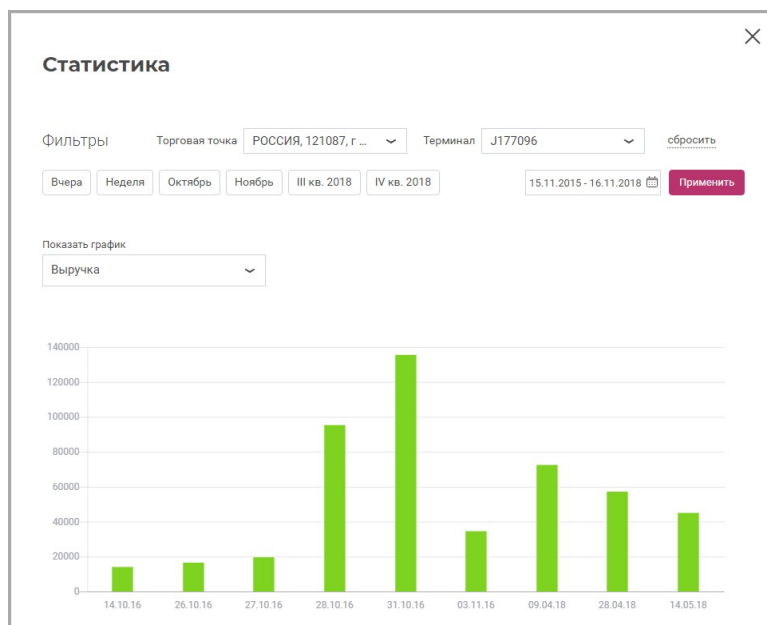 Статистика
Фильтры Торговая точка РОССИЯ, 121087, г ... Терминал J177096 сбросить
Вчера Неделя Октябрь Ноябрь III кв. 2018 IV кв. 2018 15.11.2015 - 16.11.2018 Применить
Показать график
Выручка
140000
120000
100000
80000
60000
40000
20000
0
14.10.16 26.10.16 27.10.16 28.10.16 31.10.16 03.11.16 09.04.18 28.04.18 14.05.18